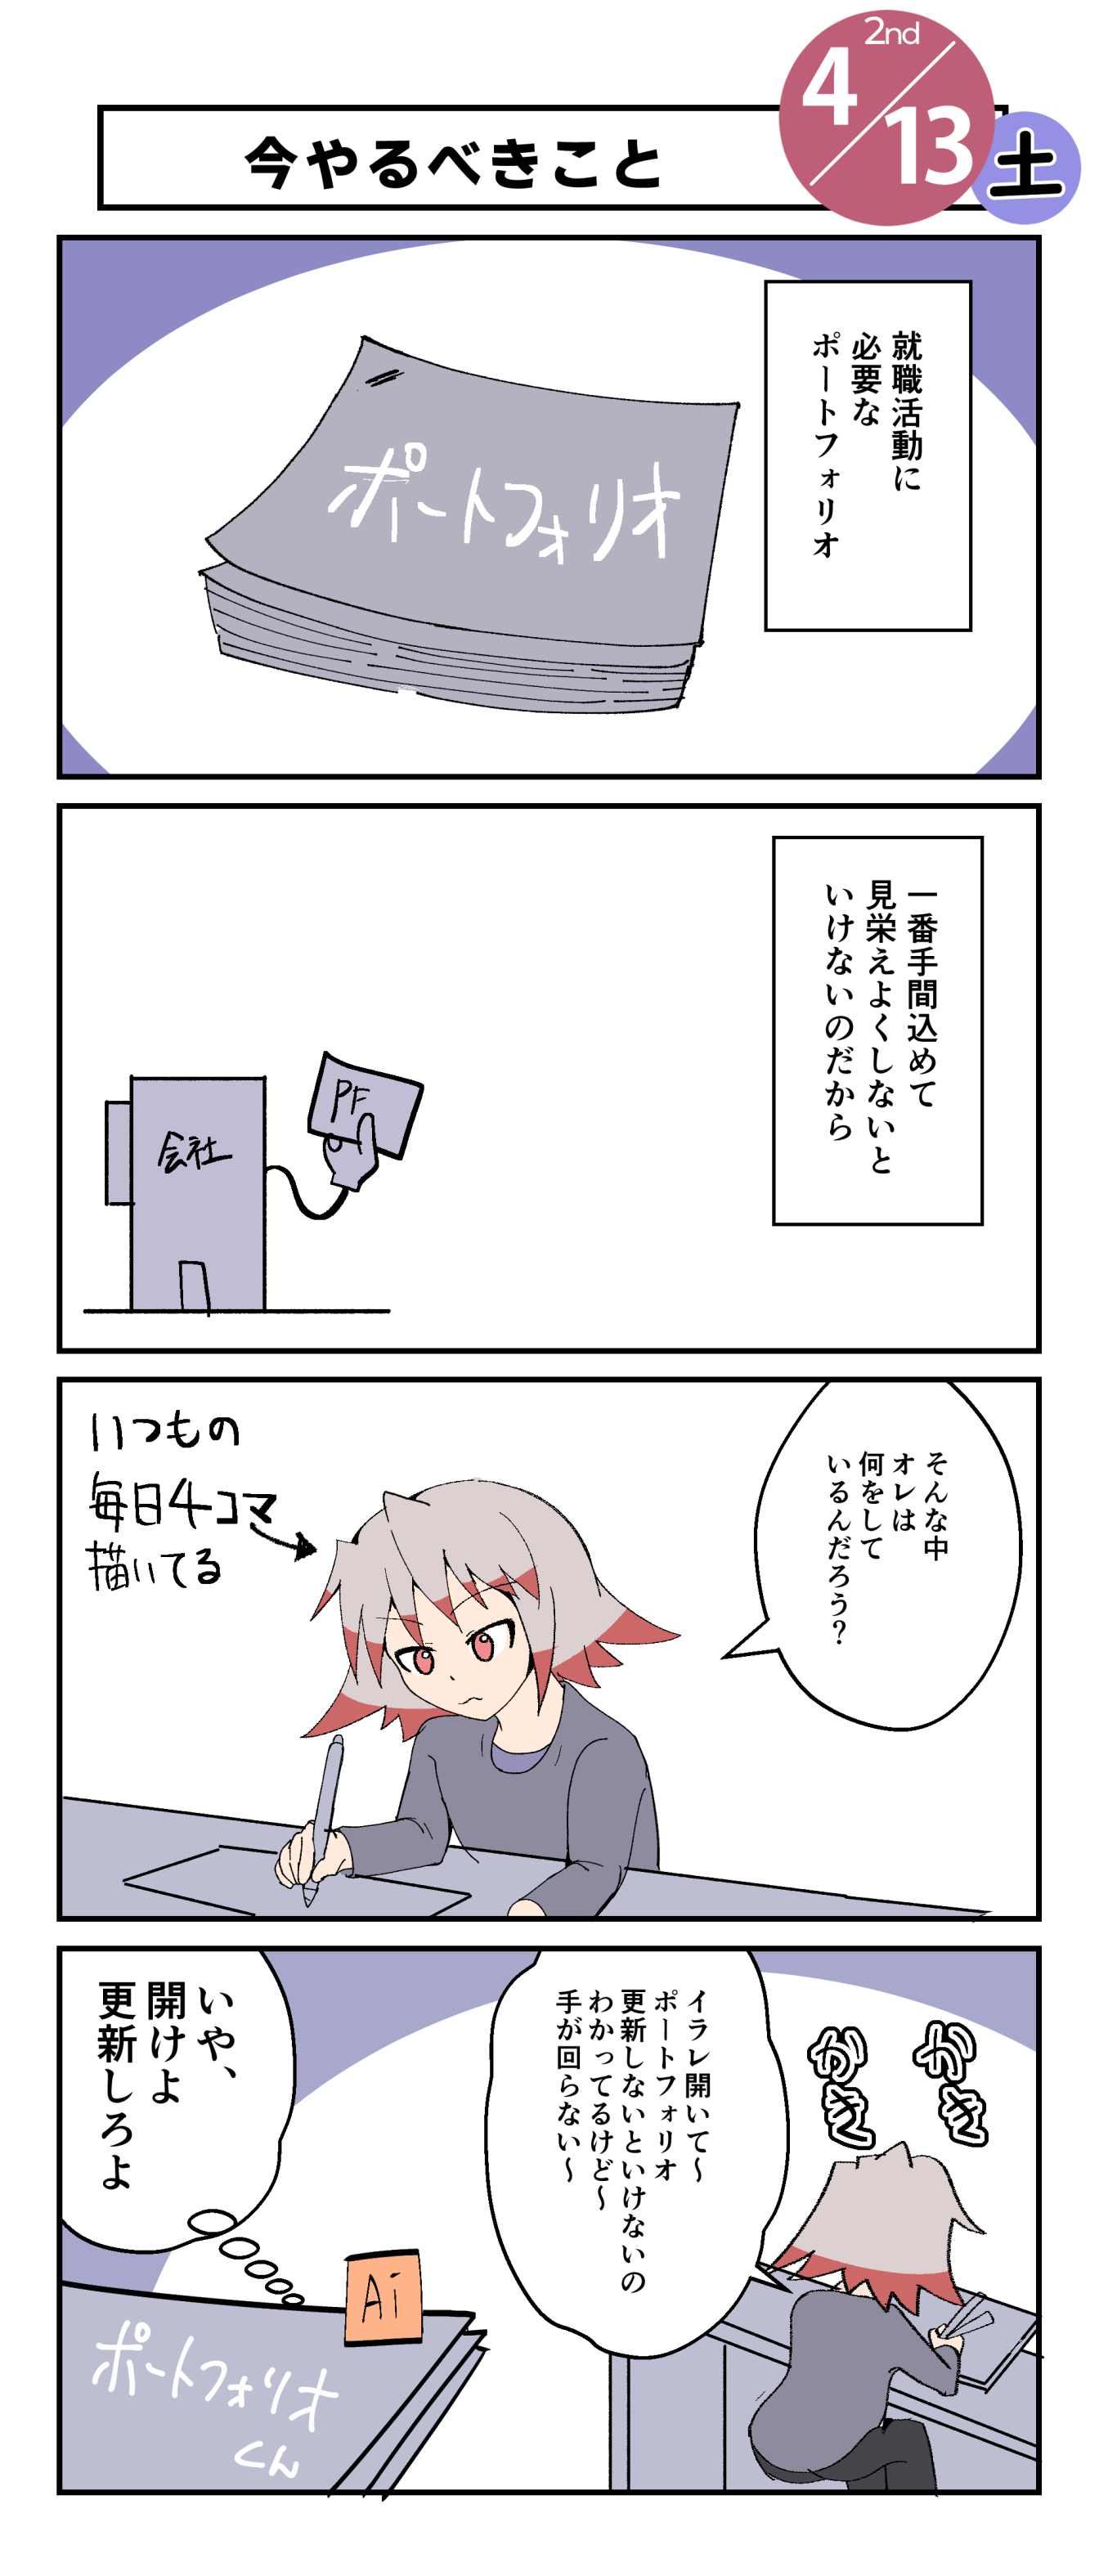 2nd
4/13
土
今やるべきこと
就職活動に
必要な
ポートフォリオ
ポートフォリオ
一番手間込めて
見栄えよくしないと
いけないのだから
PF
会社
そんな中
オレは
何をして
いるんだろう？
いつもの
毎日4コマ
描いてる
かき
かき
イラレ開いて～
ポートフォリオ
更新しないといけないの
わかってるけど～
手が回らない～
いや、
開けよ
更新しろよ
Ai
ポートフォリオ
くん